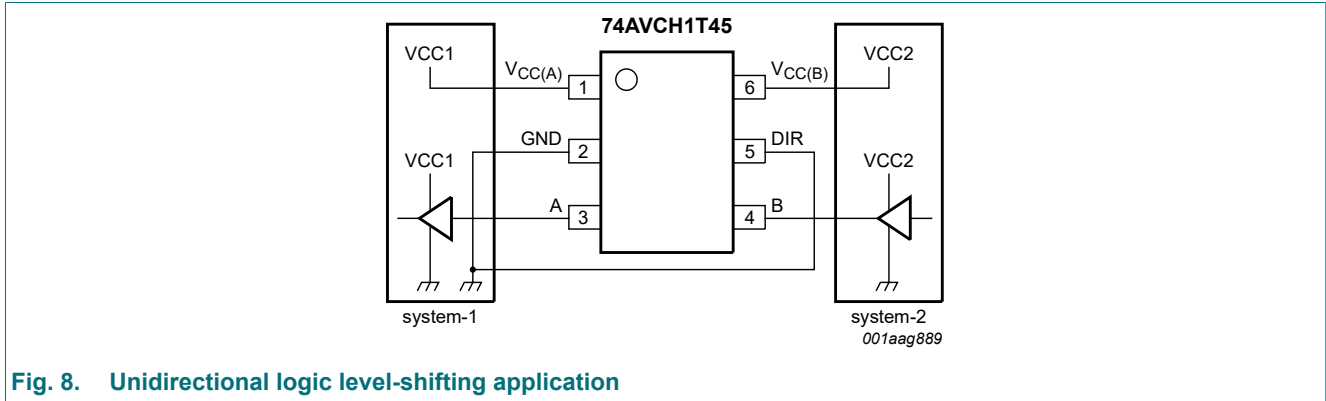 74AVCH1T45
VCC1
VCC(A)
1
6
VCC(B)
VCC2
GND
2
5
DIR
VCC1
VCC2
A
3
4
B
system-1
system-2
001aag889
Fig. 8. Unidirectional logic level-shifting application